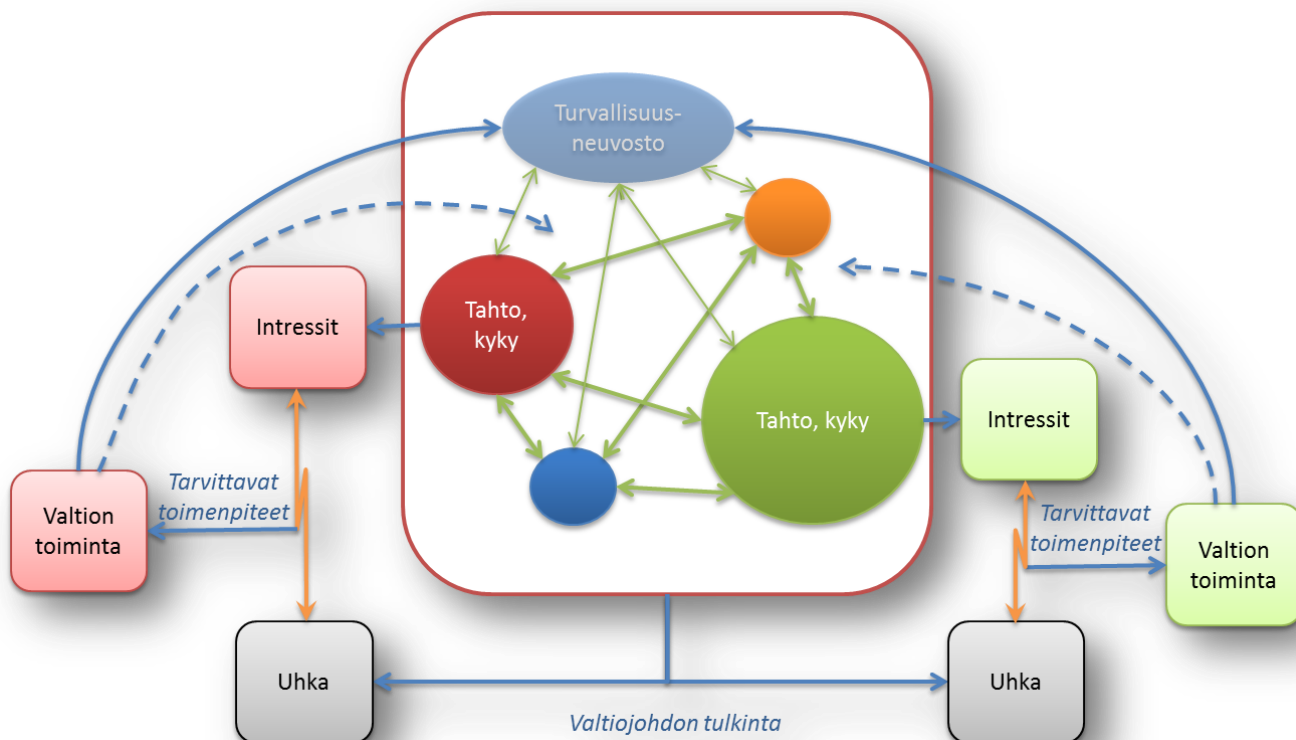 Turvallisuus-
neuvosto
Tahto,
kyky
Intressit
Tahto, kyky
Intressit
Tarvittavat
toimenpiteet
Valtion
toiminta
Tarvittavat
toimenpiteet
Valtion
toiminta
Uhka
Uhka
Valtiojohdon tulkinta